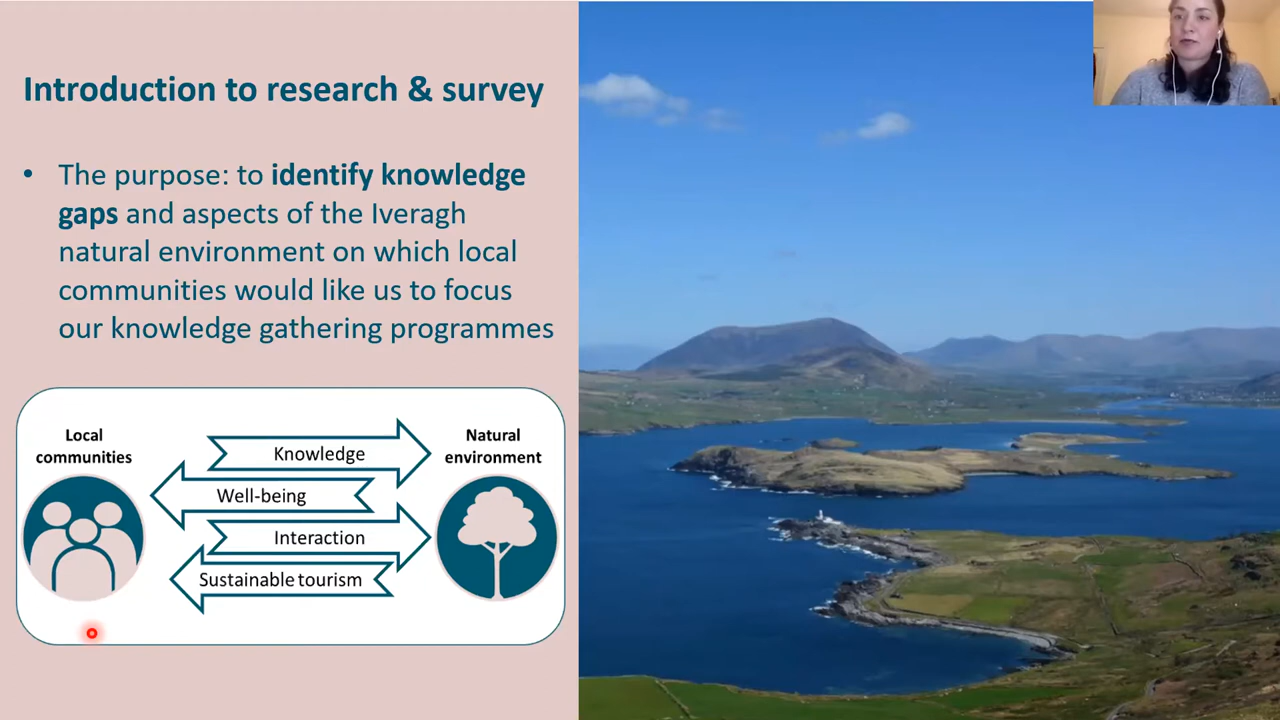 Introduction to research & survey
• The purpose: to identify knowledge
gaps and aspects of the Iveragh
natural environment on which local
communities would like us to focus
our knowledge gathering programmes
Local
communities
Knowledge
Well-being
Interaction
Sustainable tourism
Natural
environment